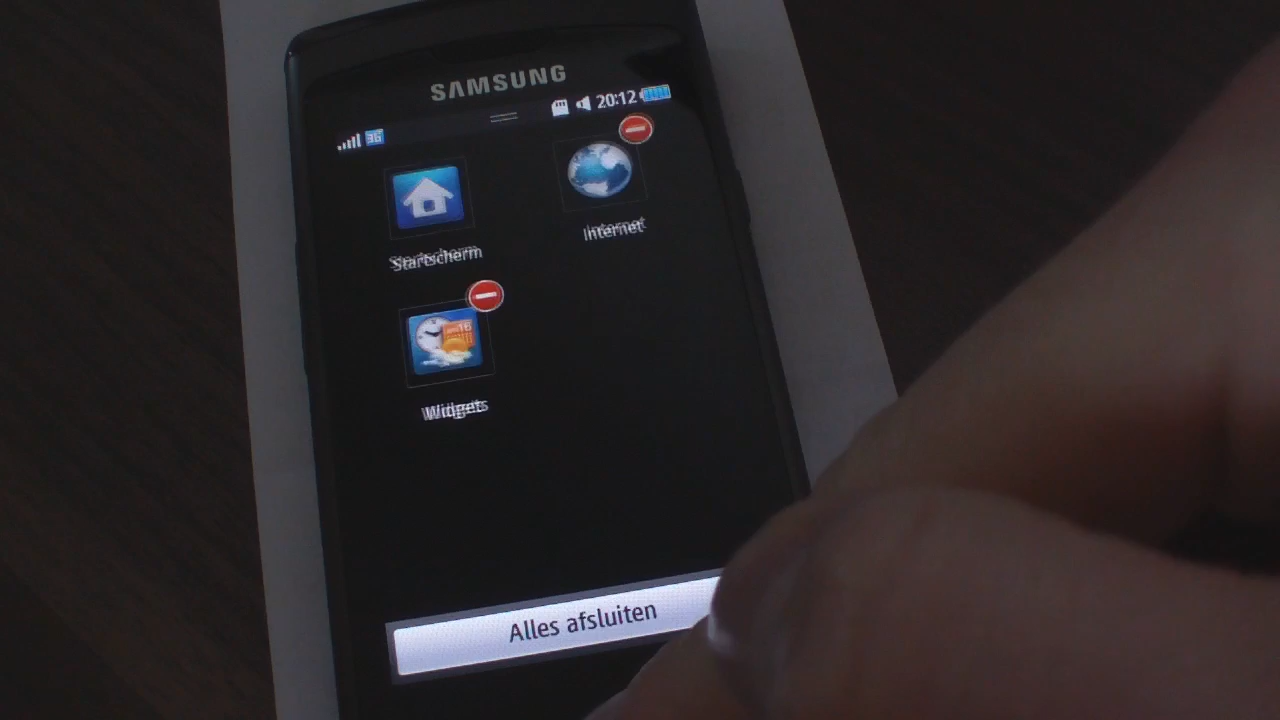 SAMSUNG
3G 20:12
Startscherm
Internet
Widgets
Alles afsluiten